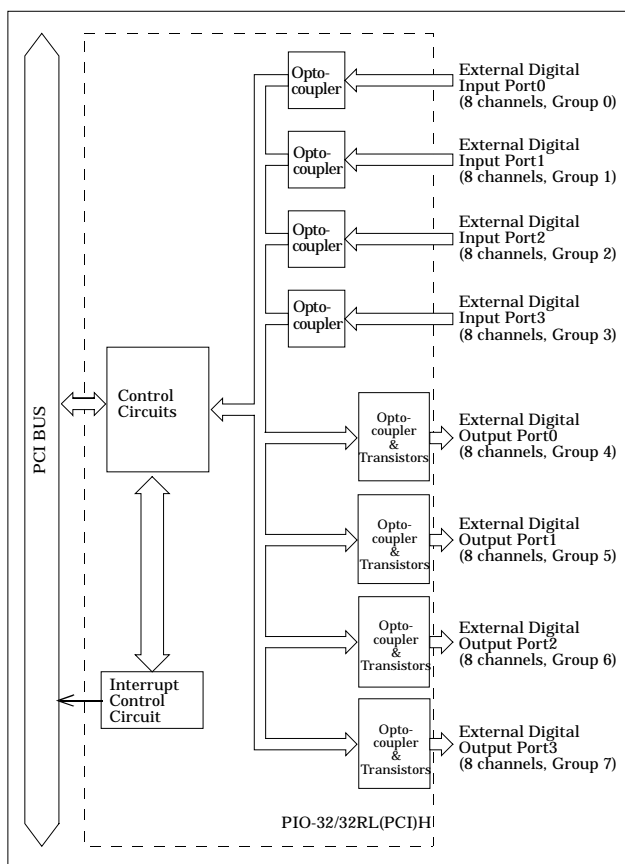 Opto-
coupler
External Digital
Input Port0
(8 channels, Group 0)
Opto-
coupler
External Digital
Input Port1
(8 channels, Group 1)
Opto-
coupler
External Digital
Input Port2
(8 channels, Group 2)
Opto-
coupler
External Digital
Input Port3
(8 channels, Group 3)
PCI BUS
Control
Circuits
Opto-
coupler
&
Transistors
External Digital
Output Port0
(8 channels, Group 4)
Opto-
coupler
&
Transistors
External Digital
Output Port1
(8 channels, Group 5)
Opto-
coupler
&
Transistors
External Digital
Output Port2
(8 channels, Group 6)
Interrupt
Control
Circuit
Opto-
coupler
&
Transistors
External Digital
Output Port3
(8 channels, Group 7)
PIO-32/32RL(PCI)H